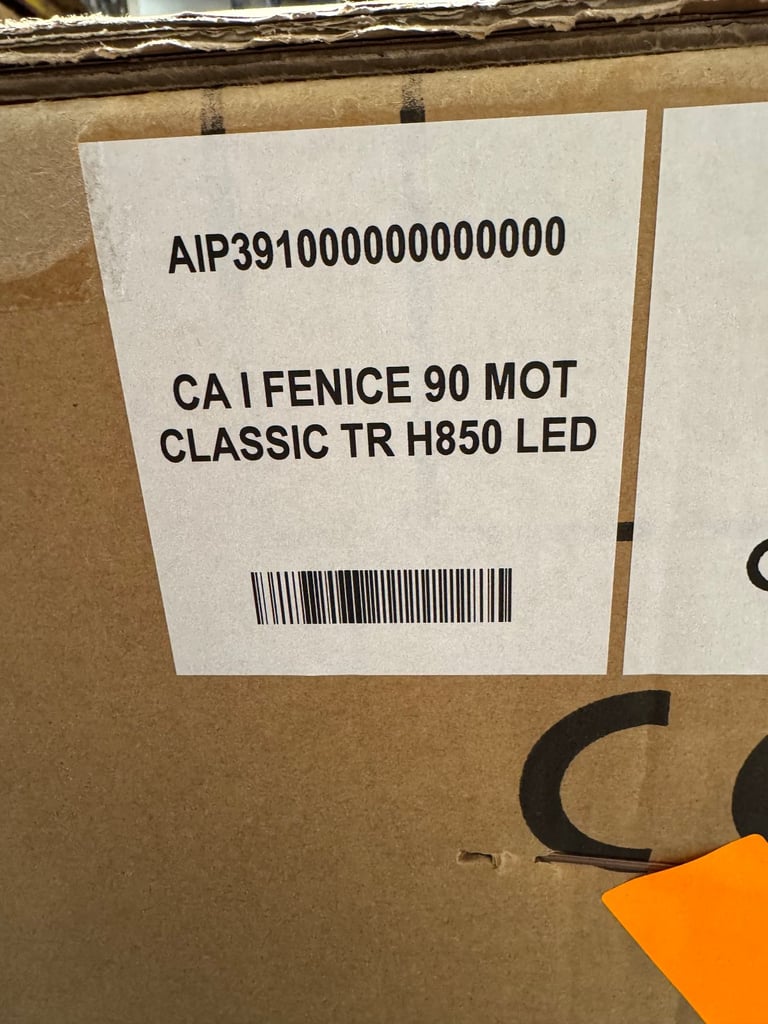 AIP391000000000000
CA I FENICE 90 MOT
CLASSIC TR H850 LED